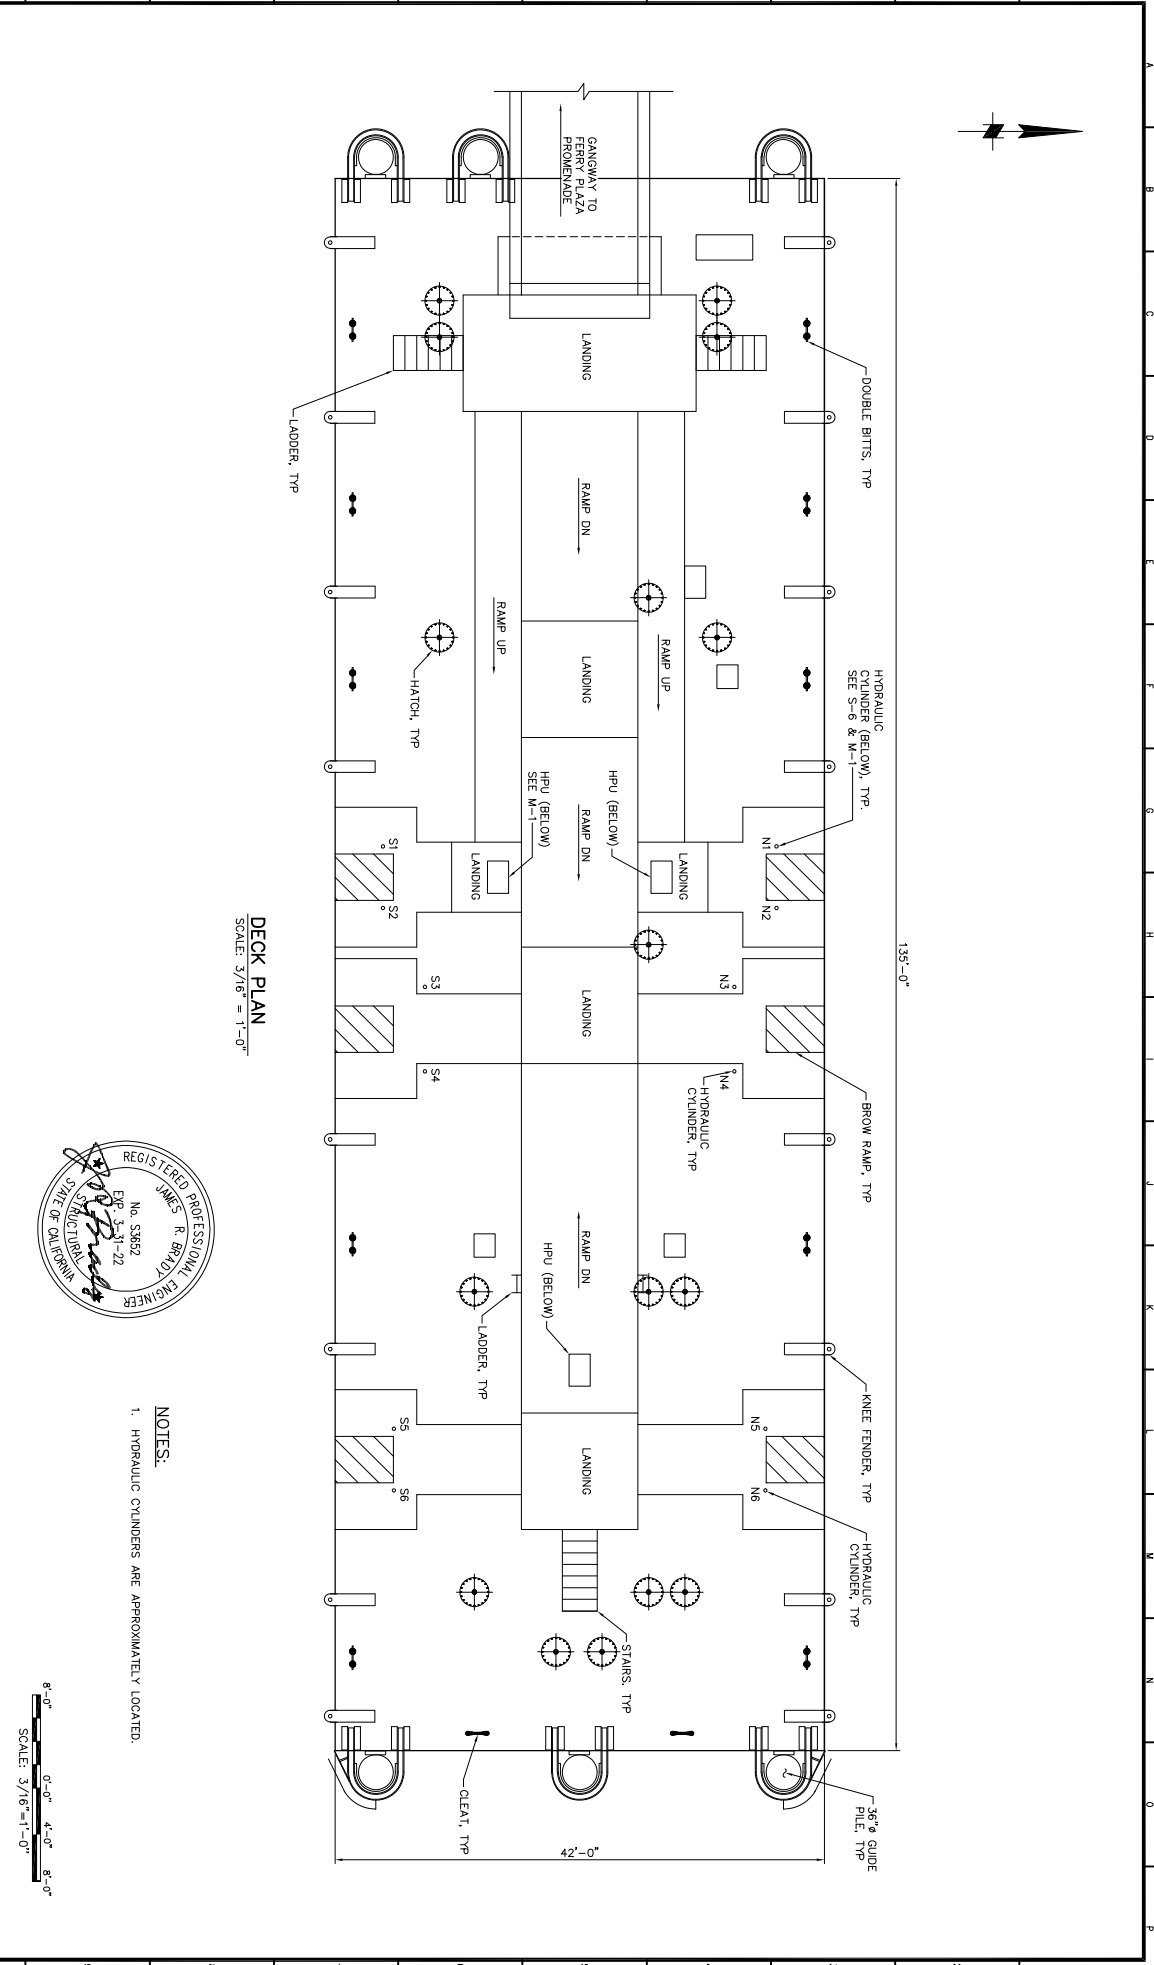 A
B
C
D
E
F
G
H
I
J
K
L
M
N
O
P
GANGWAY TO
FERRY PLAZA
PROMENADE
DOUBLE BITTS, TYP
HYDRAULIC
CYLINDER (BELOW), TYP.
SEE S-6 & M-1
135'-0"
BROW RAMP, TYP
KNEE FENDER, TYP
HYDRAULIC
CYLINDER, TYP
36"ø GUIDE
PILE, TYP
LANDING
RAMP DN
RAMP UP
RAMP UP
LANDING
HPU (BELOW)
HPU (BELOW)
SEE M-1
RAMP DN
LANDING
LANDING
N1
N2
N3
N4
N5
N6
HYDRAULIC
CYLINDER, TYP
LANDING
RAMP DN
HPU (BELOW)
LANDING
LADDER, TYP
STAIRS, TYP
HATCH, TYP
LADDER, TYP
S1
S2
S3
S4
S5
S6
CLEAT, TYP
42'-0"
DECK PLAN
SCALE: 3/16" = 1'-0"
REGISTERED PROFESSIONAL ENGINEER
JAMES R. BRADY
No. S3652
EXP. 3-31-22
STRUCTURAL
STATE OF CALIFORNIA
NOTES:
1. HYDRAULIC CYLINDERS ARE APPROXIMATELY LOCATED.
8'-0" 0'-0" 4'-0" 8'-0"
SCALE: 3/16"=1'-0"